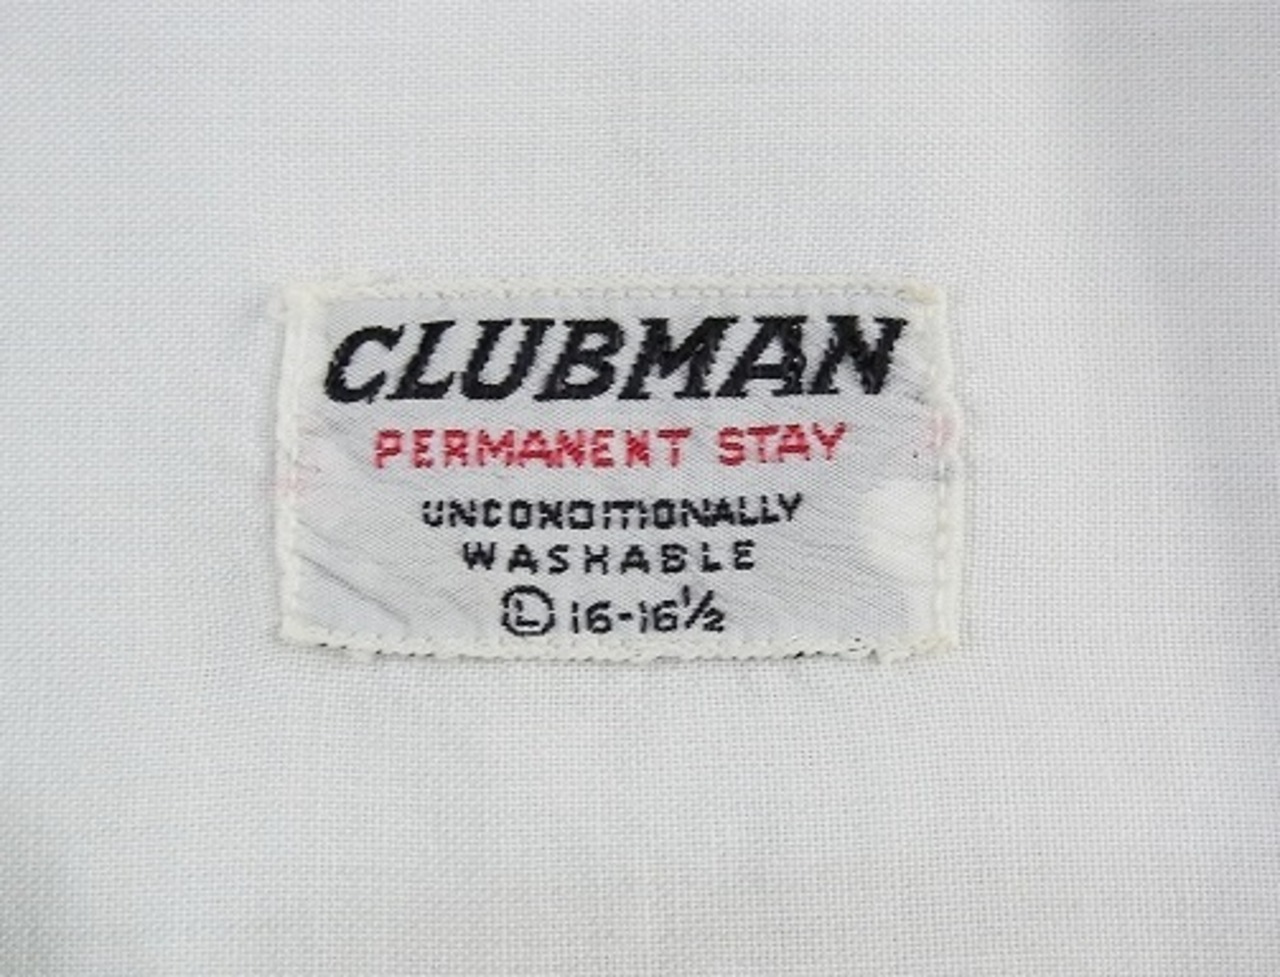 CLUBMAN
PERMANENT STAY
UNCONDITIONALLY
WASHABLE
Ⓛ 16-16½